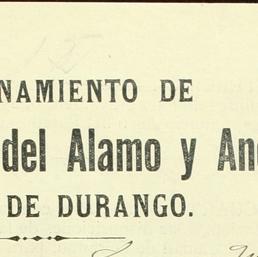 NAMIENTO DE
del Alamo y An
DE DURANGO.